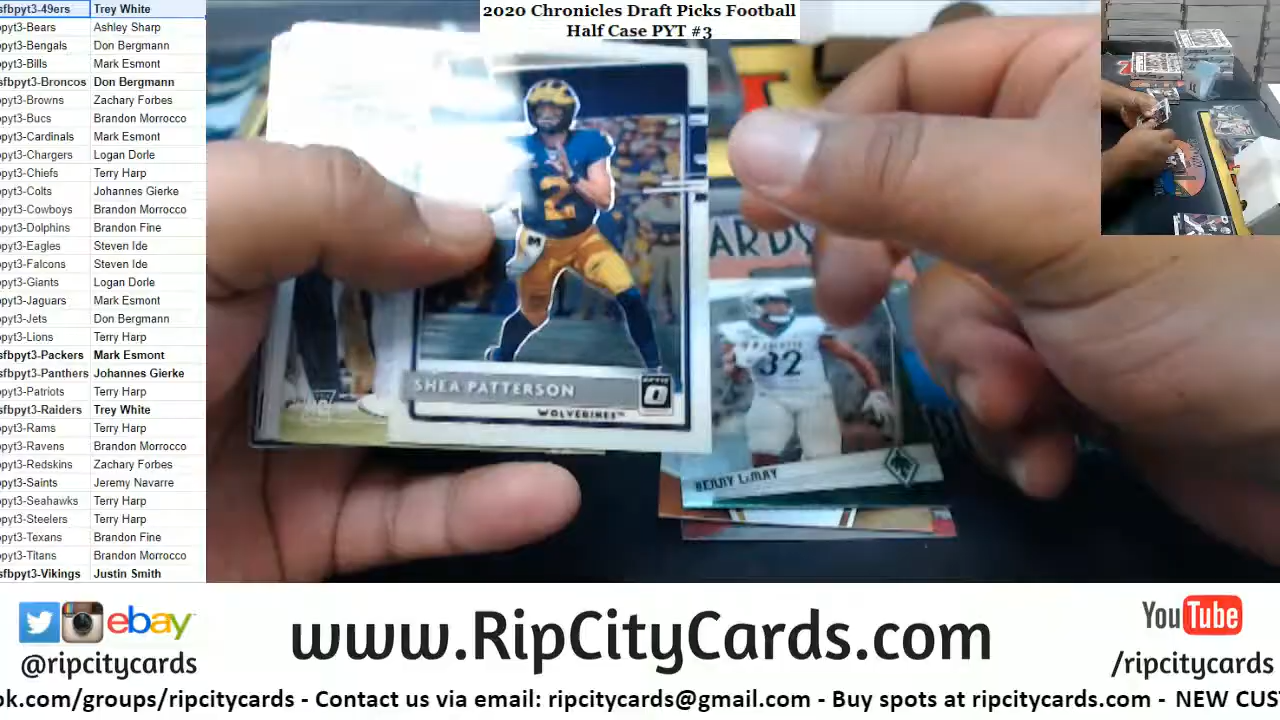 2020 Chronicles Draft Picks Football
Half Case PYT #3
sfbpyt3-49ers Trey White
pyt3-Bears Ashley Sharp
pyt3-Bengals Don Bergmann
pyt3-Bills Mark Esmont
sfbpyt3-Broncos Don Bergmann
pyt3-Browns Zachary Forbes
pyt3-Bucs Brandon Morrocco
pyt3-Cardinals Mark Esmont
pyt3-Chargers Logan Dorle
pyt3-Chiefs Terry Harp
pyt3-Colts Johannes Gierke
pyt3-Cowboys Brandon Morrocco
pyt3-Dolphins Brandon Fine
pyt3-Eagles Steven Ide
pyt3-Falcons Steven Ide
pyt3-Giants Logan Dorle
pyt3-Jaguars Mark Esmont
pyt3-Jets Don Bergmann
pyt3-Lions Terry Harp
sfbpyt3-Packers Mark Esmont
sfbpyt3-Panthers Johannes Gierke
pyt3-Patriots Terry Harp
sfbpyt3-Raiders Trey White
pyt3-Rams Terry Harp
pyt3-Ravens Brandon Morrocco
pyt3-Redskins Zachary Forbes
pyt3-Saints Jeremy Navarre
pyt3-Seahawks Terry Harp
pyt3-Steelers Terry Harp
pyt3-Texans Brandon Fine
pyt3-Titans Brandon Morrocco
sfbpyt3-Vikings Justin Smith
2
ARDS
32
SHEA PATTERSON
OPTIC
WOLVERINES
BENNY LEMAY
ebay
@ripcitycards
www.RipCityCards.com
YouTube
/ripcitycards
ok.com/groups/ripcitycards - Contact us via email: ripcitycards@gmail.com - Buy spots at ripcitycards.com - NEW CUS